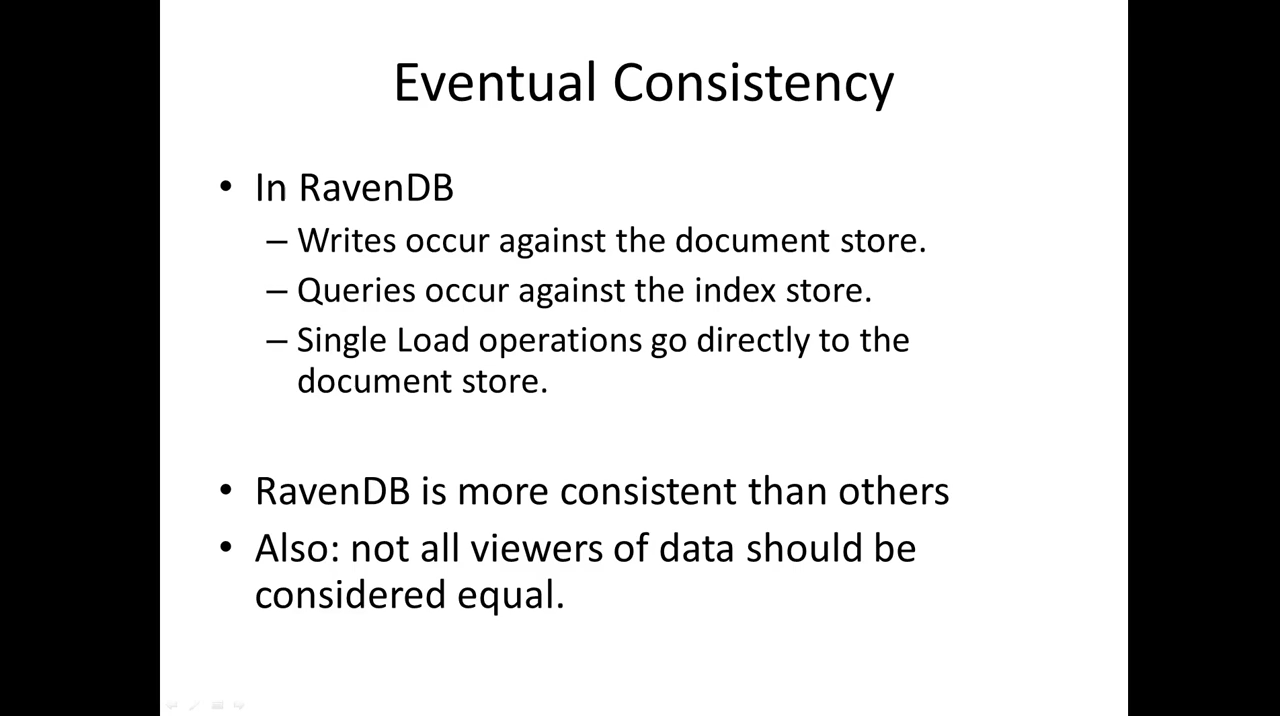 Eventual Consistency
• In RavenDB
– Writes occur against the document store.
– Queries occur against the index store.
– Single Load operations go directly to the
document store.
• RavenDB is more consistent than others
• Also: not all viewers of data should be
considered equal.